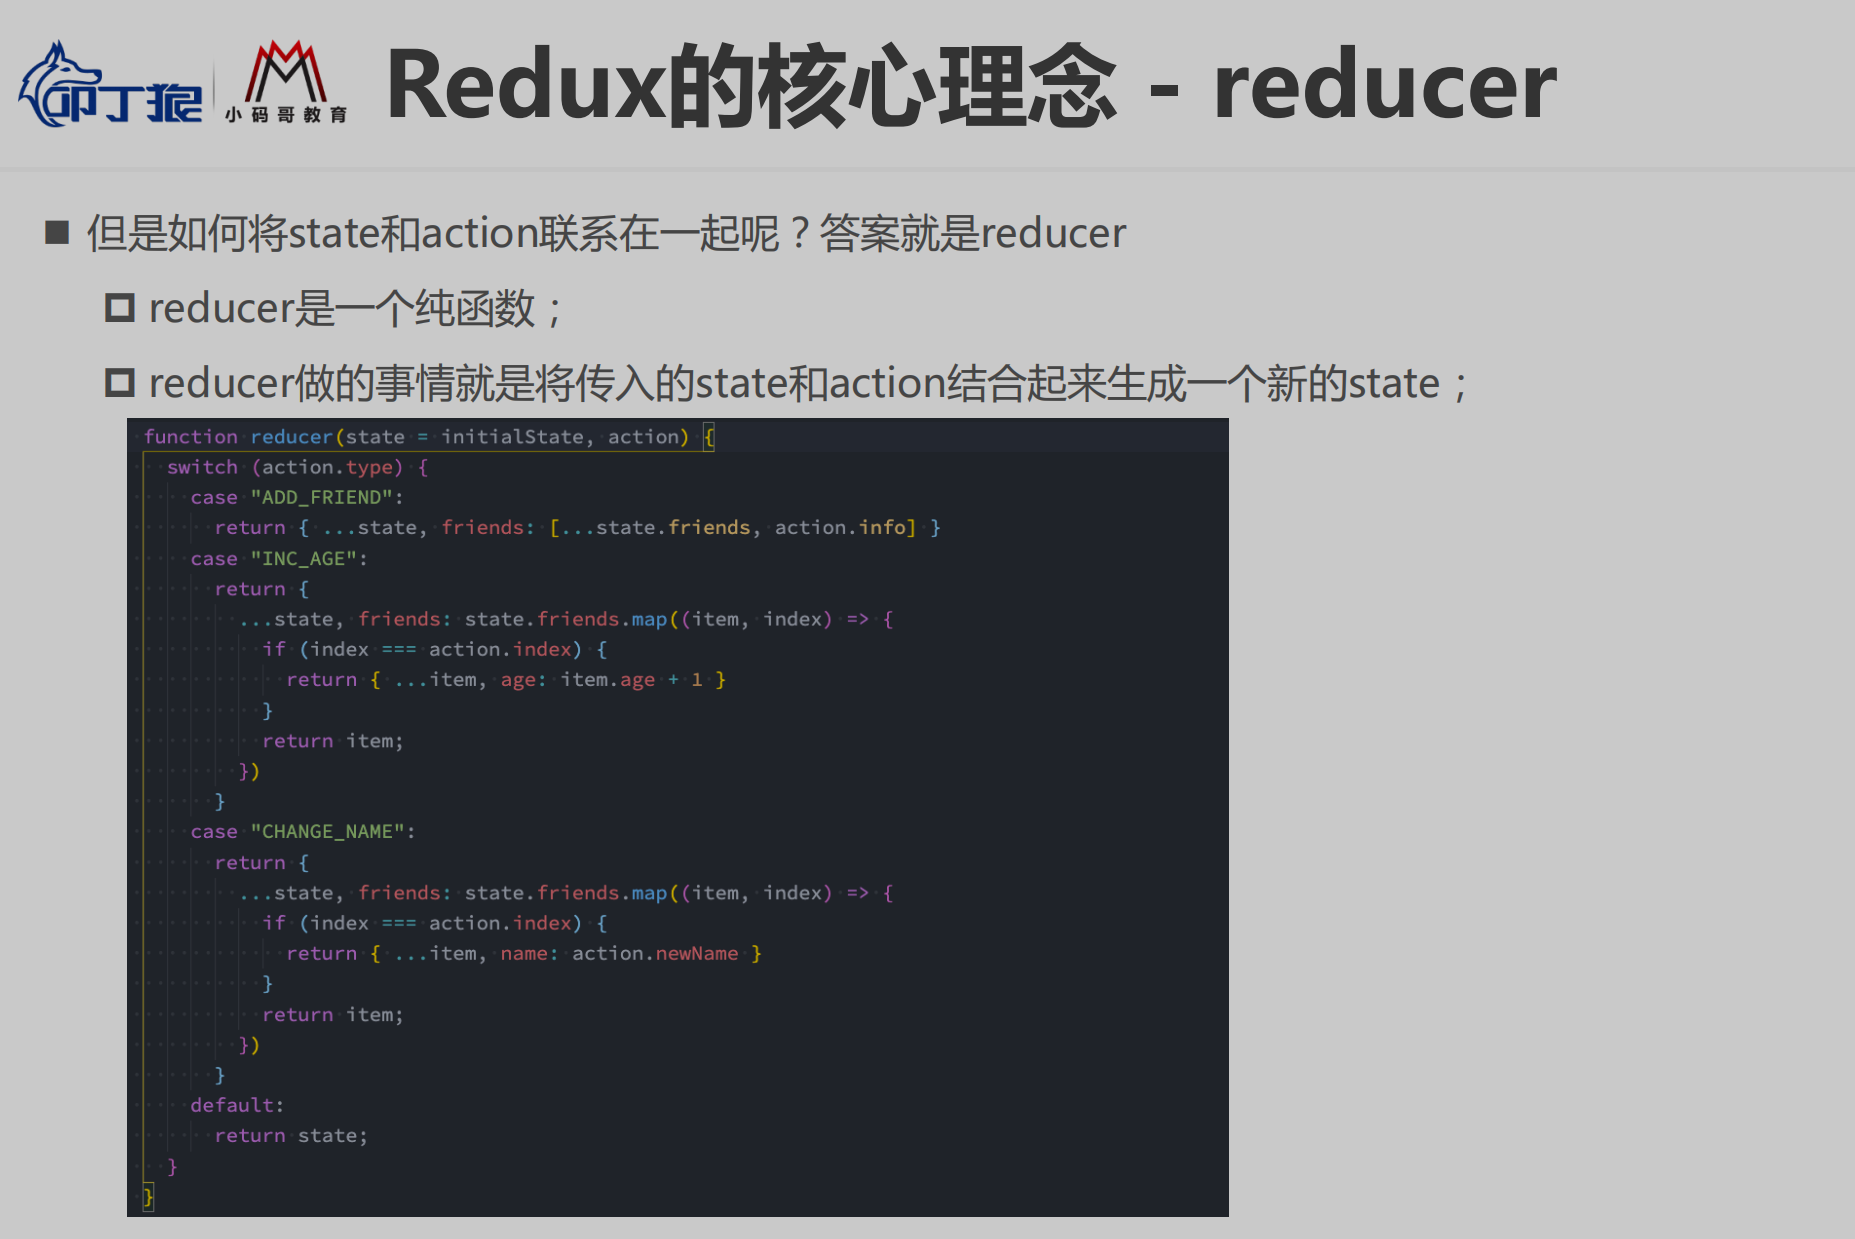 叩丁狼
小码哥教育
Redux的核心理念 - reducer
■ 但是如何将state和action联系在一起呢？答案就是reducer
reducer是一个纯函数；
reducer做的事情就是将传入的state和action结合起来生成一个新的state；
function reducer(state = initialState, action) {
  switch (action.type) {
    case "ADD_FRIEND":
      return { ...state, friends: [...state.friends, action.info] }
    case "INC_AGE":
      return {
        ...state, friends: state.friends.map((item, index) => {
          if (index === action.index) {
            return { ...item, age: item.age + 1 }
          }
          return item;
        })
      }
    case "CHANGE_NAME":
      return {
        ...state, friends: state.friends.map((item, index) => {
          if (index === action.index) {
            return { ...item, name: action.newName }
          }
          return item;
        })
      }
    default:
      return state;
  }
}